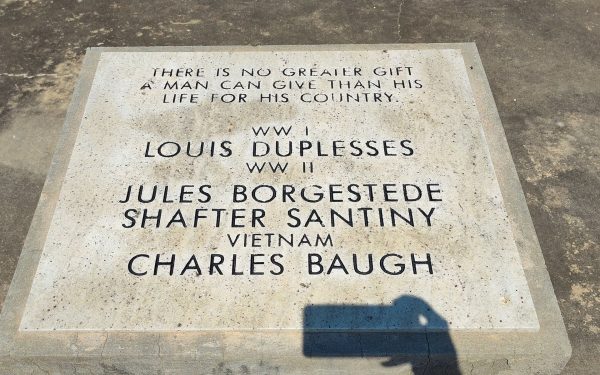 THERE IS NO GREATER GIFT
A MAN CAN GIVE THAN HIS
LIFE FOR HIS COUNTRY.
WW I
LOUIS DUPLESSES
WW II
JULES BORGESTEDE
SHAFTER SANTINY
VIETNAM
CHARLES BAUGH